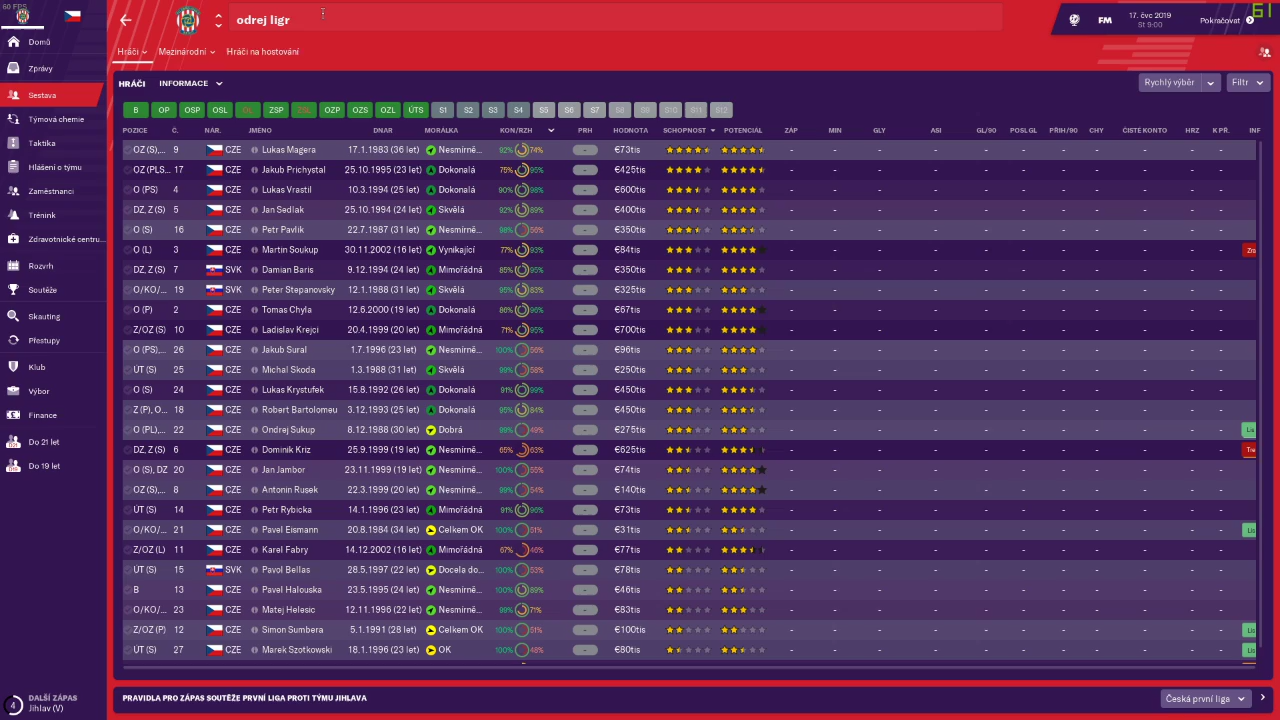 60 FPS
odrej ligr
61
FM
17. čvc 2019
St 9:00
Pokračovat
Domů
Zprávy
Sestava
Týmová chemie
Taktika
Hlášení o týmu
Zaměstnanci
Trénink
Zdravotnické centru...
Rozvrh
Soutěže
Skauting
Přestupy
Klub
Výbor
Finance
Do 21 let
Do 19 let
4 DALŠÍ ZÁPAS
Jihlav (V)
Hráči Mezinárodní Hráči na hostování
HRÁČI INFORMACE Rychlý výběr Filtr
B OP OSP OSL OL ZSP ZSL OZP OZS OZL ÚTS S1 S2 S3 S4 S5 S6 S7 S8 S9 S10 S11 S12
POZICE Č. NÁR. JMÉNO DNAR MORÁLKA KON/RZH PRH HODNOTA SCHOPNOST POTENCIÁL ZÁP MIN GLY ASI GL/90 POSL GL PŘIH/90 CHY ČISTÉ KONTO HRZ K PŘ. INF
OZ (S),... 9 CZE Lukas Magera 17.1.1983 (36 let) Nesmírně... 92% 74% - €73tis - - - - - - - - - - -
OZ (PLS... 17 CZE Jakub Prichystal 25.10.1995 (23 let) Dokonalá 75% 95% - €425tis - - - - - - - - - - -
O (PS) 4 CZE Lukas Vrastil 10.3.1994 (25 let) Dokonalá 90% 98% - €600tis - - - - - - - - - - -
DZ, Z (S) 5 CZE Jan Sedlak 25.10.1994 (24 let) Skvělá 92% 89% - €400tis - - - - - - - - - - -
O (S) 16 CZE Petr Pavlik 22.7.1987 (31 let) Nesmírně... 98% 56% - €350tis - - - - - - - - - - -
O (L) 3 CZE Martin Soukup 30.11.2002 (16 let) Vynikající 77% 93% - €84tis - - - - - - - - - - - Zra
DZ, Z (S) 7 SVK Damian Baris 9.12.1994 (24 let) Mimořádná 85% 95% - €350tis - - - - - - - - - - -
O/KO/... 19 SVK Peter Stepanovsky 12.1.1988 (31 let) Skvělá 95% 83% - €325tis - - - - - - - - - - -
O (P) 2 CZE Tomas Chyla 12.6.2000 (19 let) Dokonalá 86% 96% - €67tis - - - - - - - - - - -
Z/OZ (S) 10 CZE Ladislav Krejci 20.4.1999 (20 let) Mimořádná 71% 95% - €700tis - - - - - - - - - - -
O (PS),... 26 CZE Jakub Sural 1.7.1996 (23 let) Nesmírně... 100% 56% - €96tis - - - - - - - - - - -
ÚT (S) 25 CZE Michal Skoda 1.3.1988 (31 let) Skvělá 99% 58% - €250tis - - - - - - - - - - -
O (S) 24 CZE Lukas Krystufek 15.8.1992 (26 let) Dokonalá 91% 99% - €450tis - - - - - - - - - - -
Z (P), O... 18 CZE Robert Bartolomeu 3.12.1993 (25 let) Dokonalá 95% 84% - €450tis - - - - - - - - - - -
O (PL),... 22 CZE Ondrej Sukup 8.12.1988 (30 let) Dobrá 99% 49% - €275tis - - - - - - - - - - - Lis
DZ, Z (S) 6 CZE Dominik Kriz 25.9.1999 (19 let) Nesmírně... 65% 63% - €625tis - - - - - - - - - - - Tre
O (S), DZ 20 CZE Jan Jambor 23.11.1999 (19 let) Nesmírně... 100% 55% - €74tis - - - - - - - - - - -
OZ (S),... 8 CZE Antonin Rusek 22.3.1999 (20 let) Nesmírně... 99% 54% - €140tis - - - - - - - - - - -
ÚT (S) 14 CZE Petr Rybicka 14.1.1996 (23 let) Mimořádná 91% 96% - €73tis - - - - - - - - - - -
O/KO/... 21 CZE Pavel Eismann 20.8.1984 (34 let) Celkem OK 100% 51% - €31tis - - - - - - - - - - - Lis
Z/OZ (L) 11 CZE Karel Fabry 14.12.2002 (16 let) Mimořádná 67% 46% - €77tis - - - - - - - - - - -
ÚT (S) 15 SVK Pavol Bellas 28.5.1997 (22 let) Docela do... 100% 53% - €78tis - - - - - - - - - - -
B 13 CZE Pavel Halouska 23.5.1995 (24 let) Nesmírně... 100% 89% - €46tis - - - - - - - - - - -
O/KO/... 23 CZE Matej Helesic 12.11.1996 (22 let) Nesmírně... 99% 71% - €83tis - - - - - - - - - - -
Z/OZ (P) 12 CZE Simon Sumbera 5.1.1991 (28 let) Celkem OK 100% 51% - €100tis - - - - - - - - - - - Lis
ÚT (S) 27 CZE Marek Szotkowski 18.1.1996 (23 let) OK 100% 48% - €80tis - - - - - - - - - - - Lis
PRAVIDLA PRO ZÁPAS SOUTĚŽE PRVNÍ LIGA PROTI TÝMU JIHLAVA Česká první liga